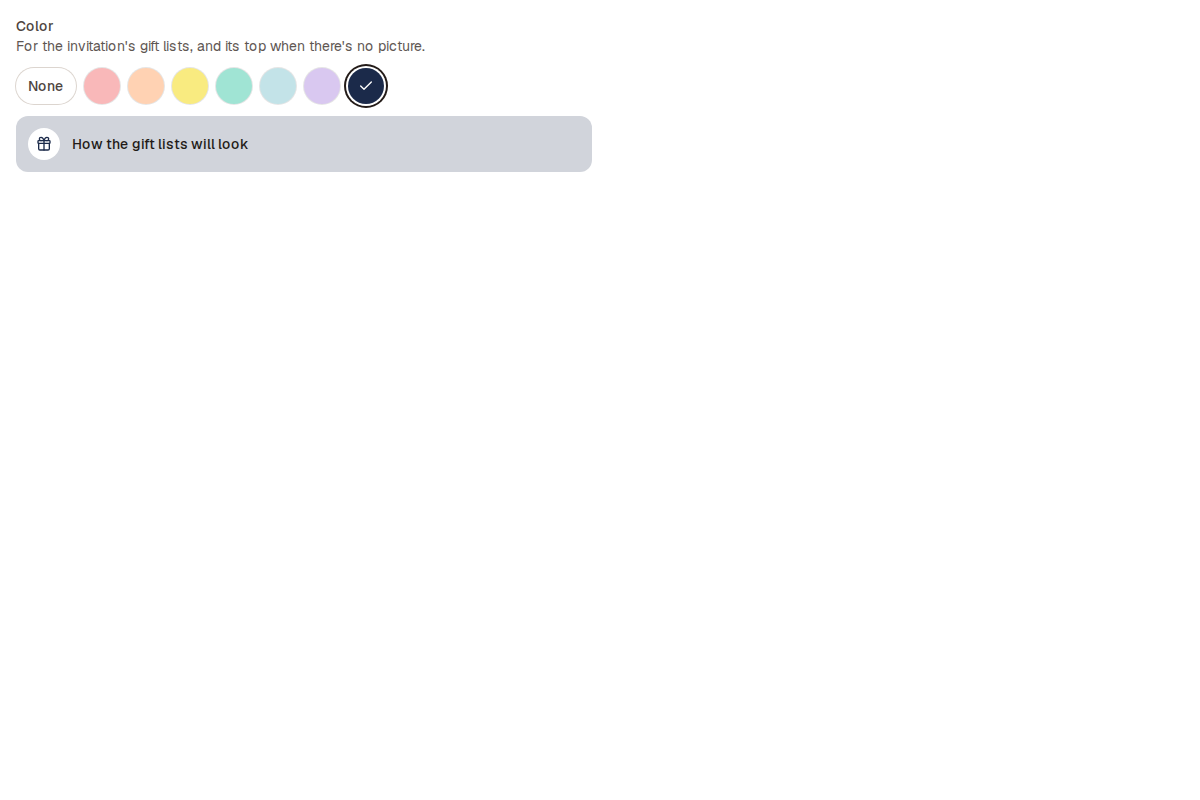 Color
For the invitation's gift lists, and its top when there's no picture.
None
How the gift lists will look